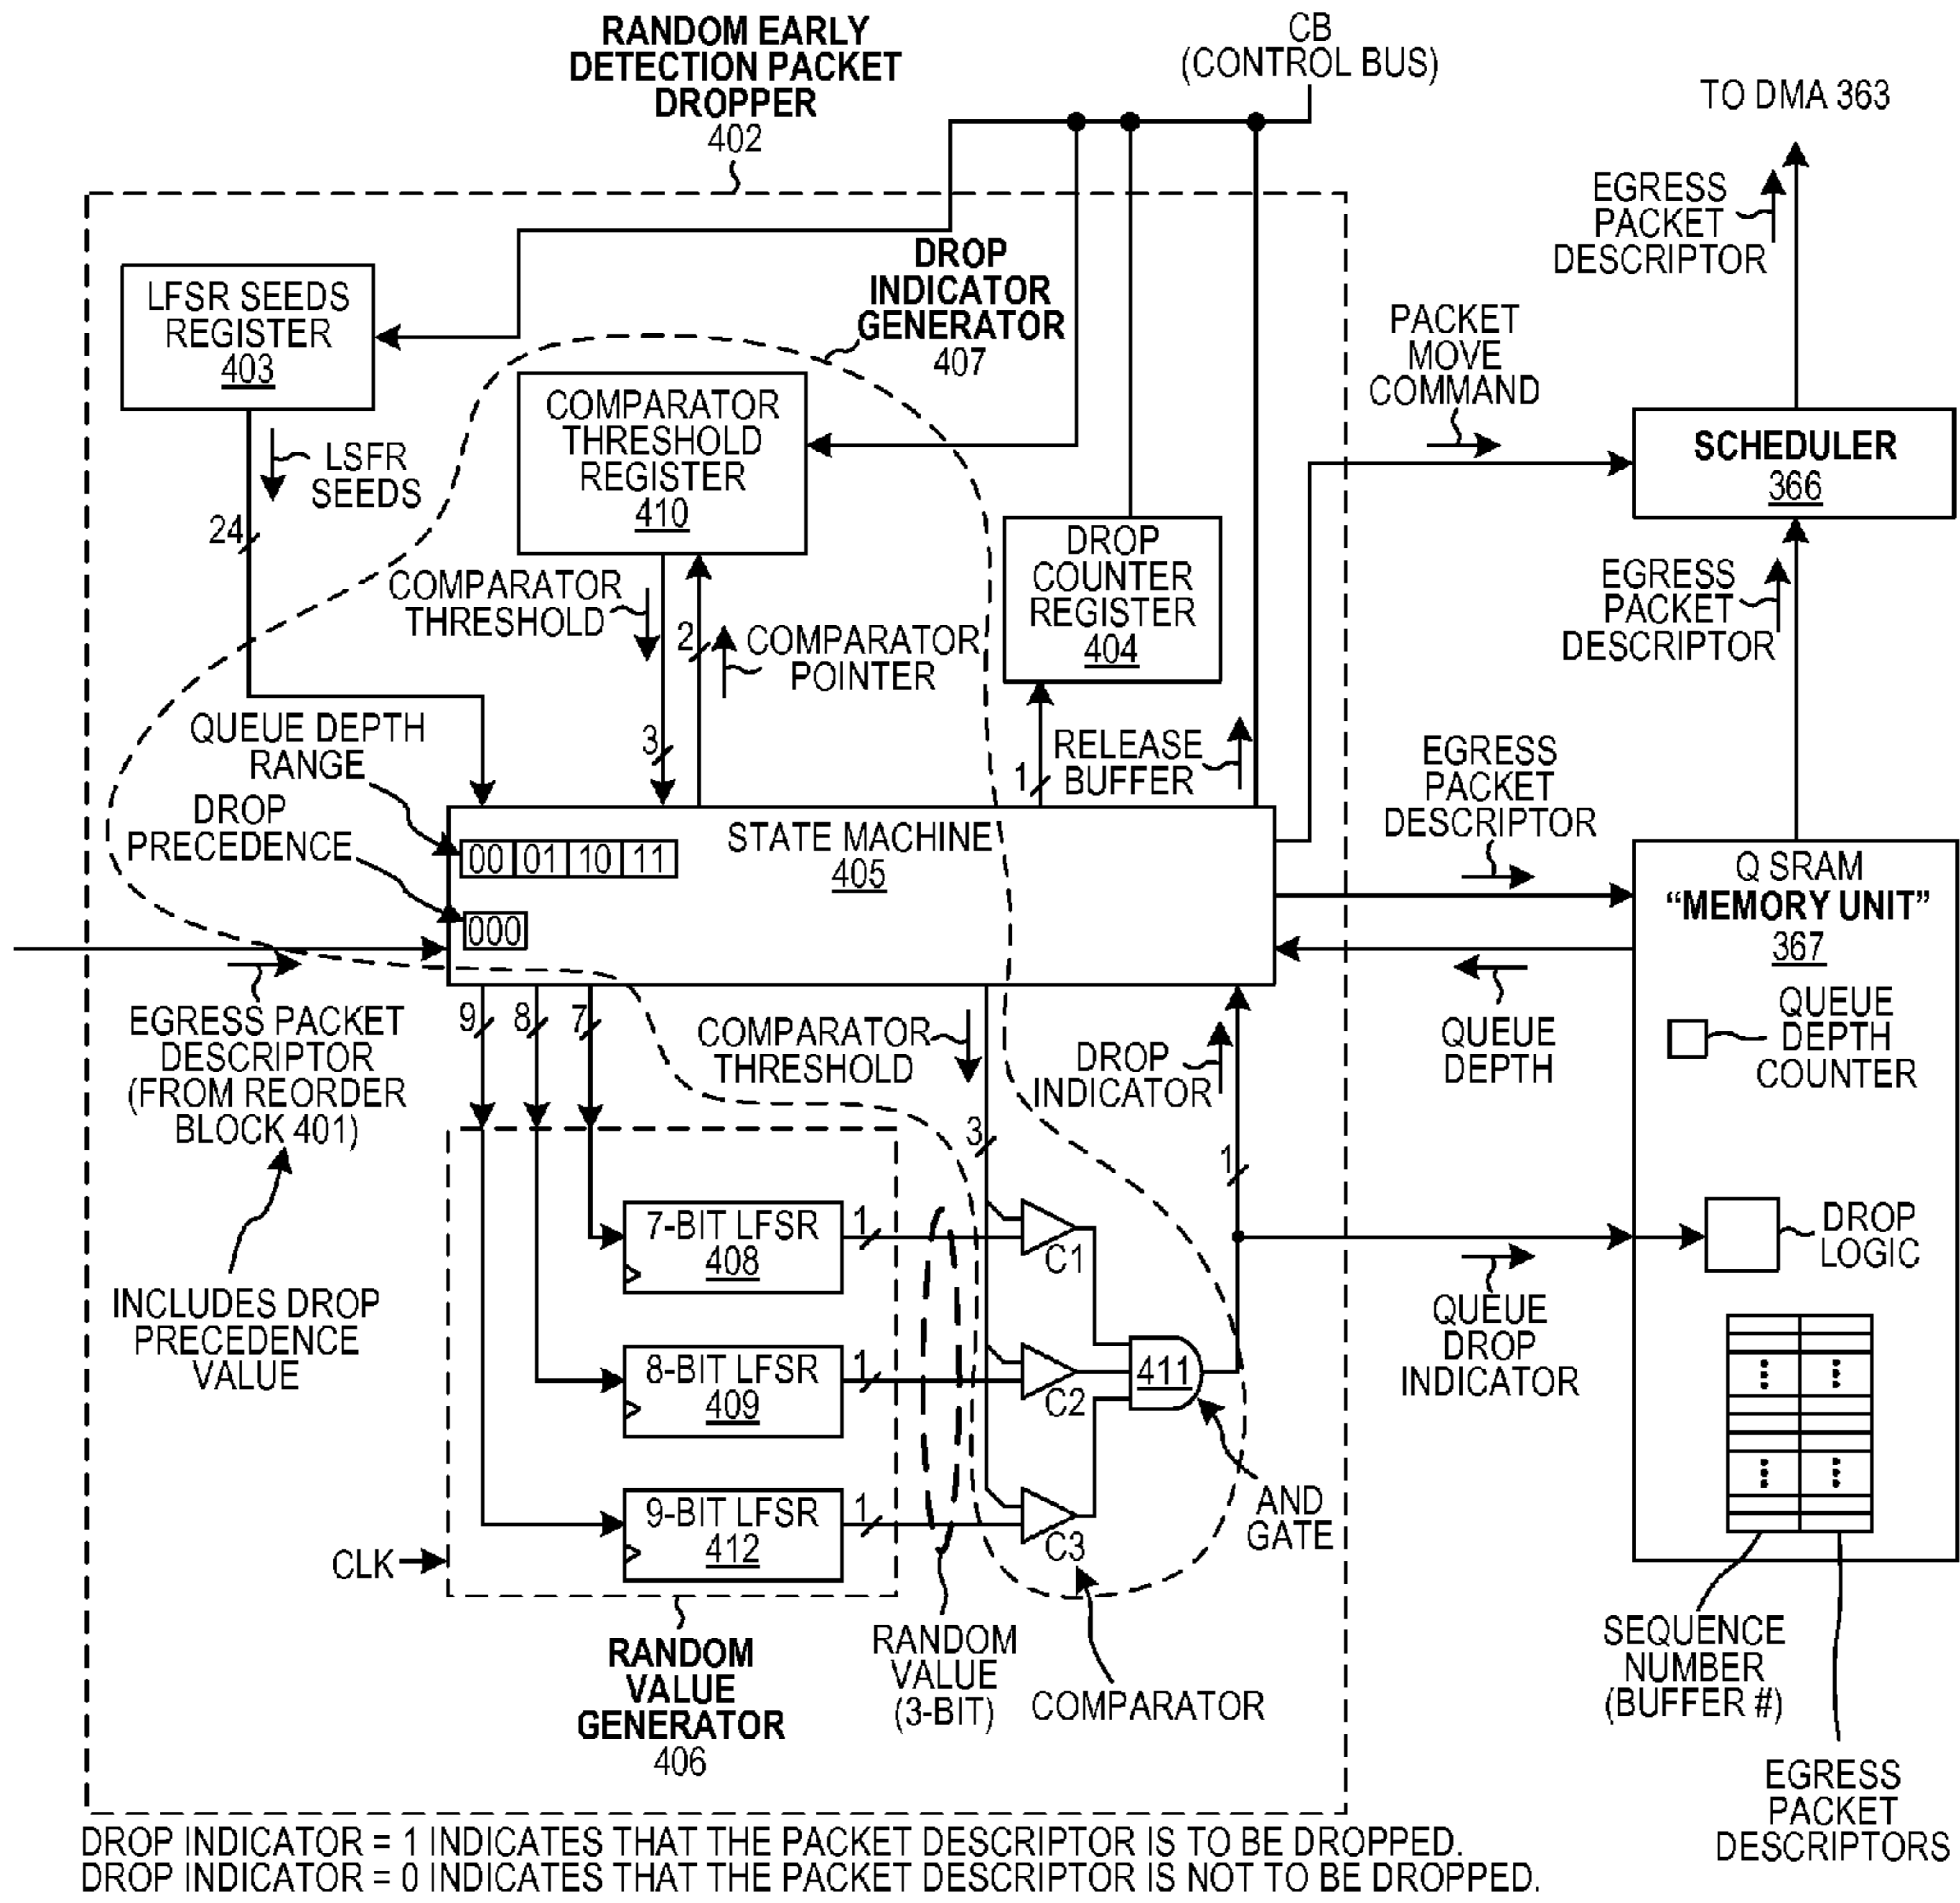 RANDOM EARLY
DETECTION PACKET
DROPPER
402
CB
(CONTROL BUS)
TO DMA 363
EGRESS
PACKET
DESCRIPTOR
LFSR SEEDS
REGISTER
403
DROP
INDICATOR
GENERATOR
407
COMPARATOR
THRESHOLD
REGISTER
410
PACKET
MOVE
COMMAND
SCHEDULER
366
LSFR
SEEDS
24
DROP
COUNTER
REGISTER
404
COMPARATOR
THRESHOLD
2
COMPARATOR
POINTER
EGRESS
PACKET
DESCRIPTOR
QUEUE DEPTH
RANGE
3
1
RELEASE
BUFFER
EGRESS
PACKET
DESCRIPTOR
DROP
PRECEDENCE
00 01 10 11
000
STATE MACHINE
405
Q SRAM
“MEMORY UNIT”
367
EGRESS PACKET
DESCRIPTOR
(FROM REORDER
BLOCK 401)
9
8
7
COMPARATOR
THRESHOLD
DROP
INDICATOR
QUEUE
DEPTH
QUEUE
DEPTH
COUNTER
3
1
INCLUDES DROP
PRECEDENCE
VALUE
7-BIT LFSR
408
1
C1
DROP
LOGIC
QUEUE
DROP
INDICATOR
8-BIT LFSR
409
1
C2
411
9-BIT LFSR
412
1
C3
AND
GATE
CLK
RANDOM
VALUE
GENERATOR
406
RANDOM
VALUE
(3-BIT)
COMPARATOR
SEQUENCE
NUMBER
(BUFFER #)
EGRESS
PACKET
DESCRIPTORS
DROP INDICATOR = 1 INDICATES THAT THE PACKET DESCRIPTOR IS TO BE DROPPED.
DROP INDICATOR = 0 INDICATES THAT THE PACKET DESCRIPTOR IS NOT TO BE DROPPED.